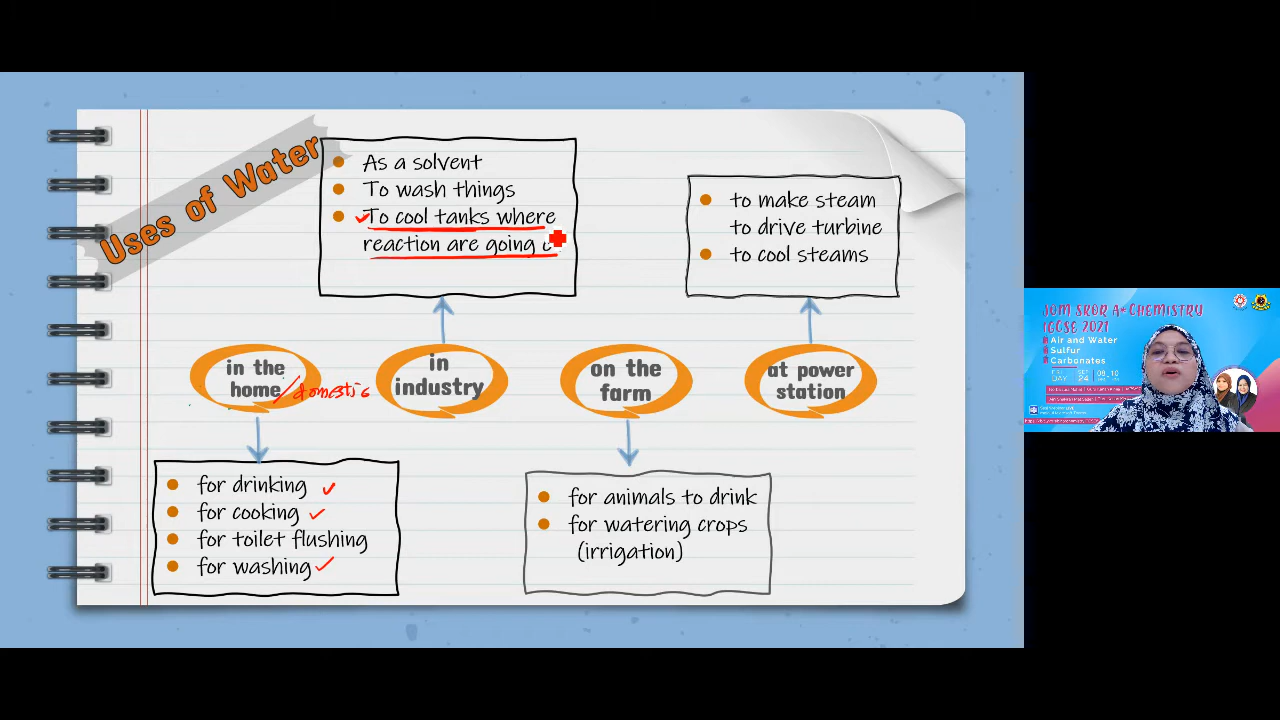 Uses of Water
As a solvent
To wash things
To cool tanks where
reaction are going
to make steam
to drive turbine
to cool steams
in the
home
/domestic
in
industry
on the
farm
at power
station
for drinking
for cooking
for toilet flushing
for washing
for animals to drink
for watering crops
(irrigation)
JOM SKOR A* CHEMISTRY
IGCSE 2021
# Air and Water
# Sulfur
# Carbonates